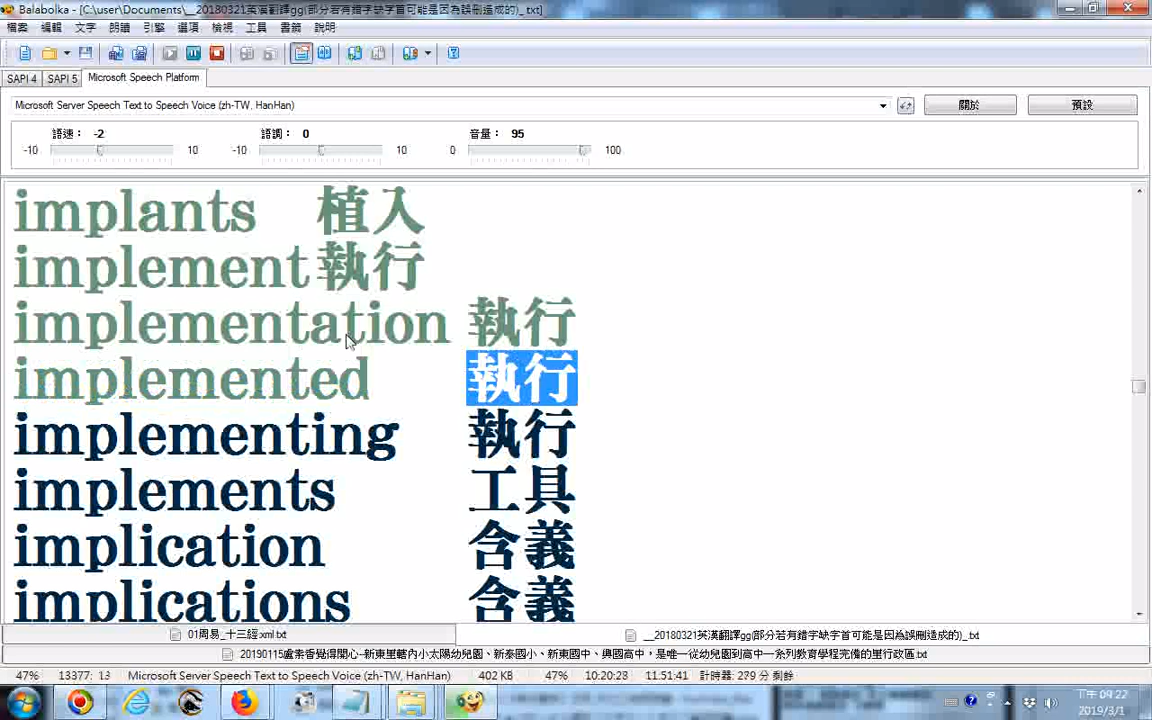 Balabolka - [C:\user\Documents\__20180321英漢翻譯gg(部分若有錯字缺字首可能是因為誤刪造成的)_.txt]
檔案 編輯 文字 朗讀 引擎 選項 檢視 工具 書籤 說明
SAPI 4 SAPI 5 Microsoft Speech Platform
Microsoft Server Speech Text to Speech Voice (zh-TW, HanHan) 關於 預設
語速： -2 語調： 0 音量： 95
-10 10 -10 10 0 100
implants 植入
implement 執行
implementation 執行
implemented 執行
implementing 執行
implements 工具
implication 含義
implications 含義
01周易_十三經.xml.txt __20180321英漢翻譯gg(部分若有錯字缺字首可能是因為誤刪造成的)_.txt
20190115盧素香覺得開心-新東里轄內小太陽幼兒園、新泰國小、新東國中、興國高中，是唯一從幼兒園到高中一系列教育學程完備的里行政區.txt
47% 13377: 13 Microsoft Server Speech Text to Speech Voice (zh-TW, HanHan) 402 KB 47% 10:20:28 11:51:41 計時器: 279 分 剩餘
下午 09:22
2019/3/1